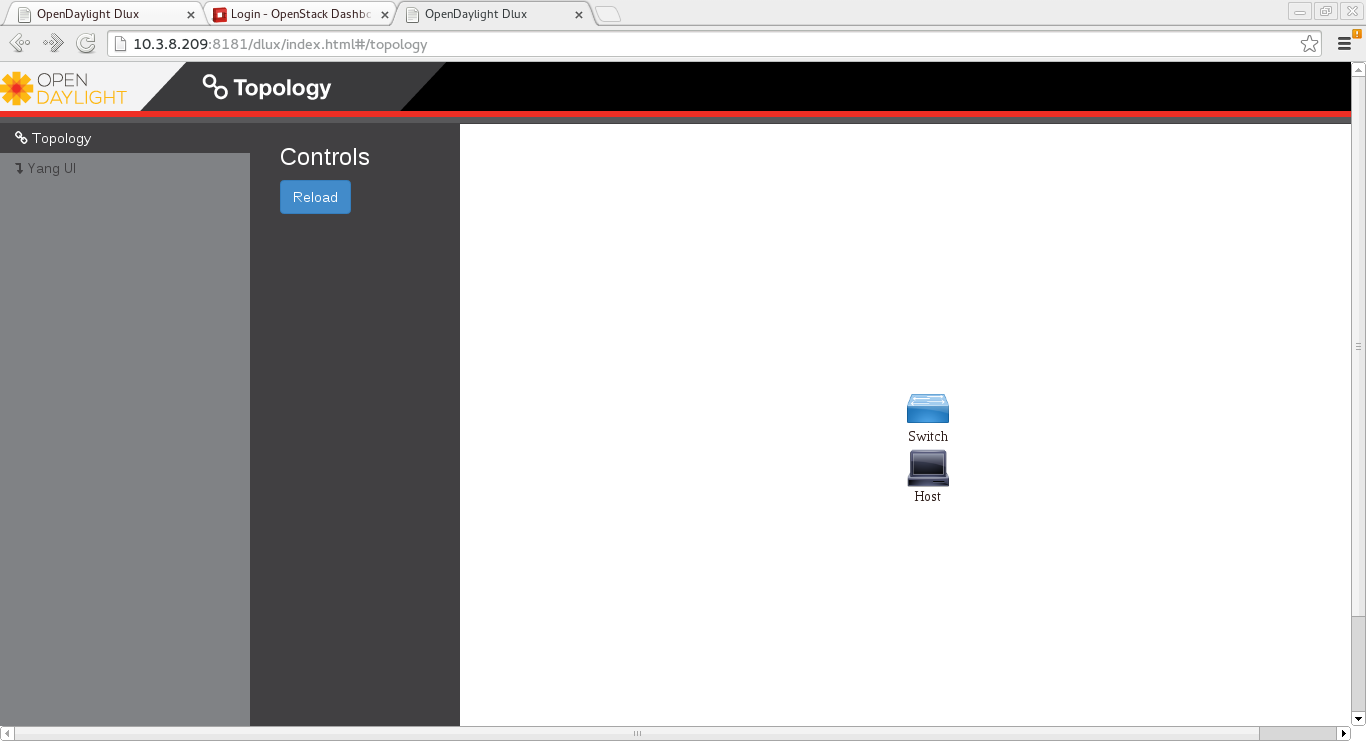 OpenDaylight Dlux
Login - OpenStack Dashbc
OpenDaylight Dlux
10.3.8.209:8181/dlux/index.html#/topology
OPEN
DAYLIGHT
Topology
Topology
Yang UI
Controls
Reload
Switch
Host